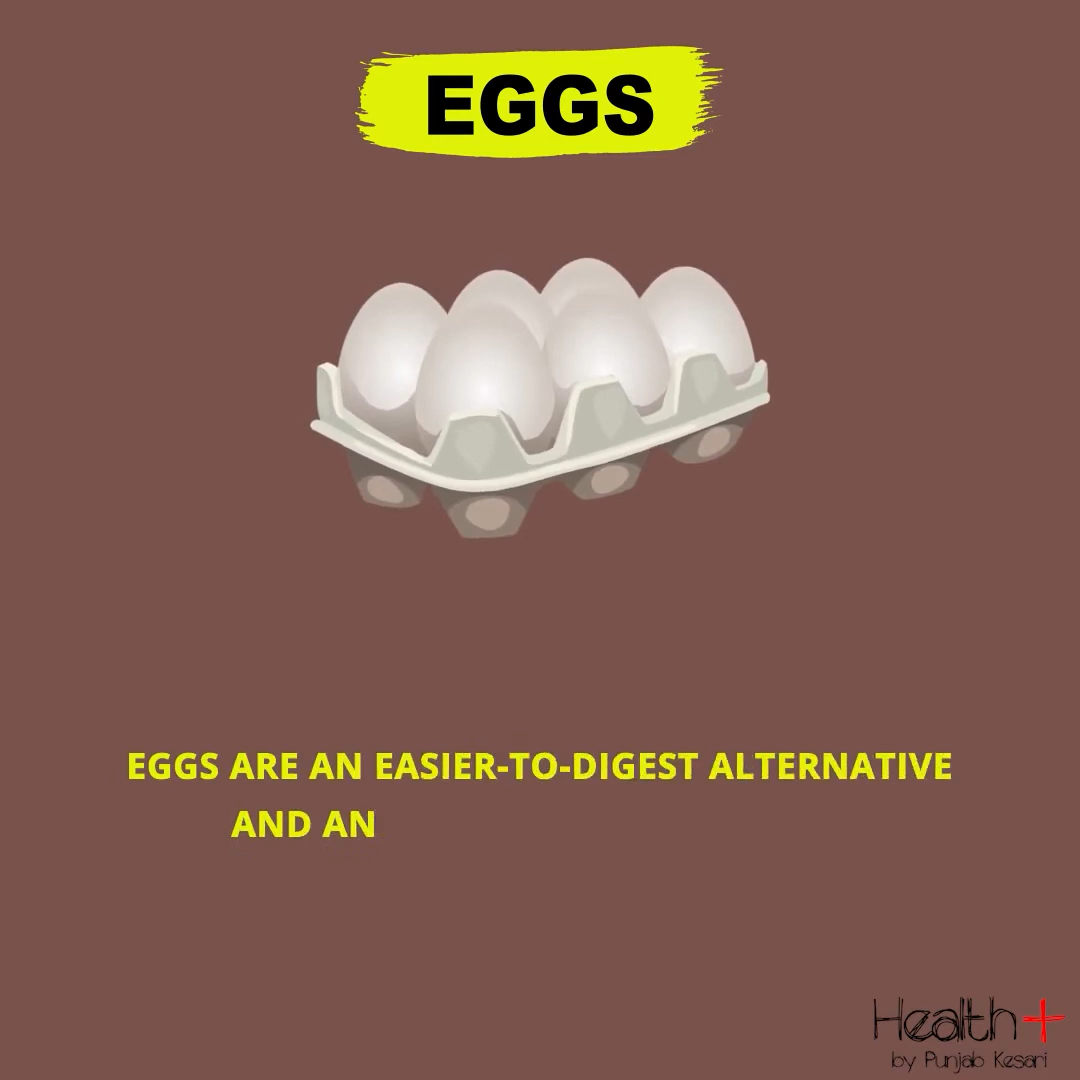 EGGS
EGGS ARE AN EASIER-TO-DIGEST ALTERNATIVE
AND AN
Health+
by Punjab Kesari